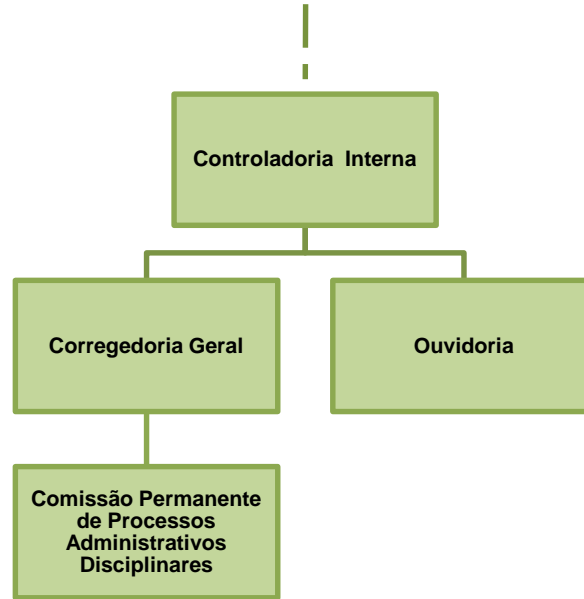 Controladoria Interna
Corregedoria Geral
Ouvidoria
Comissão Permanente
de Processos
Administrativos
Disciplinares